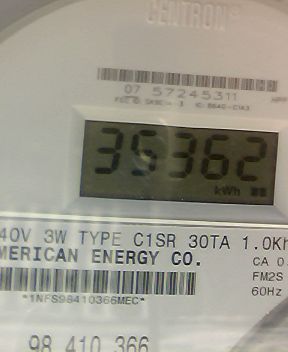 CENTRON®
07 57245311
35362
kWh
40V 3W TYPE C1SR 30TA 1.0Kh
MERICAN ENERGY CO.
CA 0.
FM2S
*1NFS98410366MEC*
60Hz
98 410 366